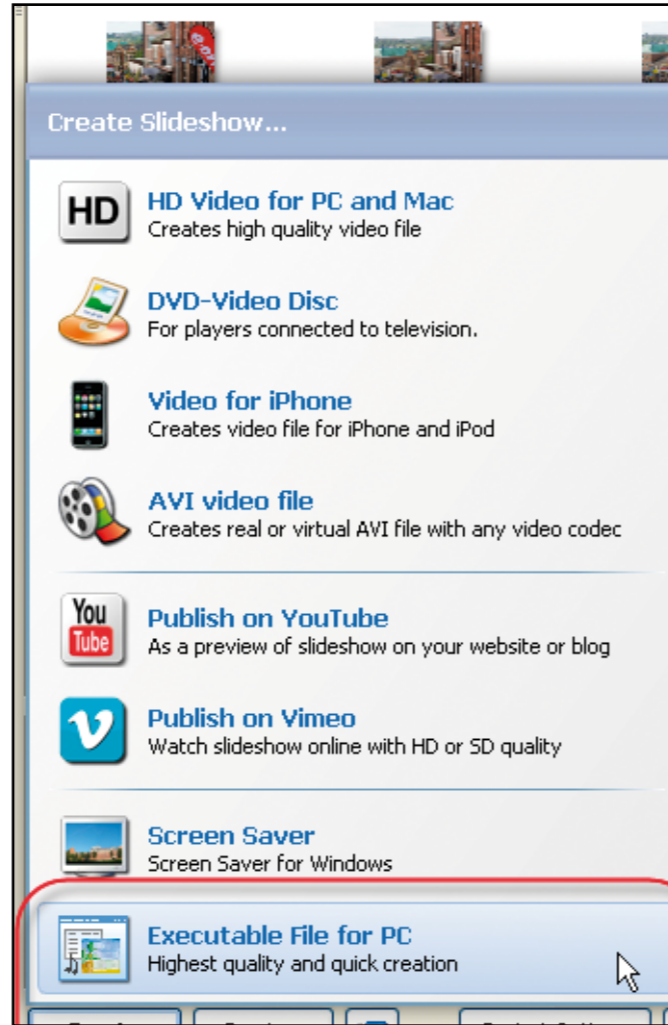 Create Slideshow...
HD
HD Video for PC and Mac
Creates high quality video file
DVD-Video Disc
For players connected to television.
Video for iPhone
Creates video file for iPhone and iPod
AVI video file
Creates real or virtual AVI file with any video codec
You
Tube
Publish on YouTube
As a preview of slideshow on your website or blog
Publish on Vimeo
Watch slideshow online with HD or SD quality
Screen Saver
Screen Saver for Windows
Executable File for PC
Highest quality and quick creation